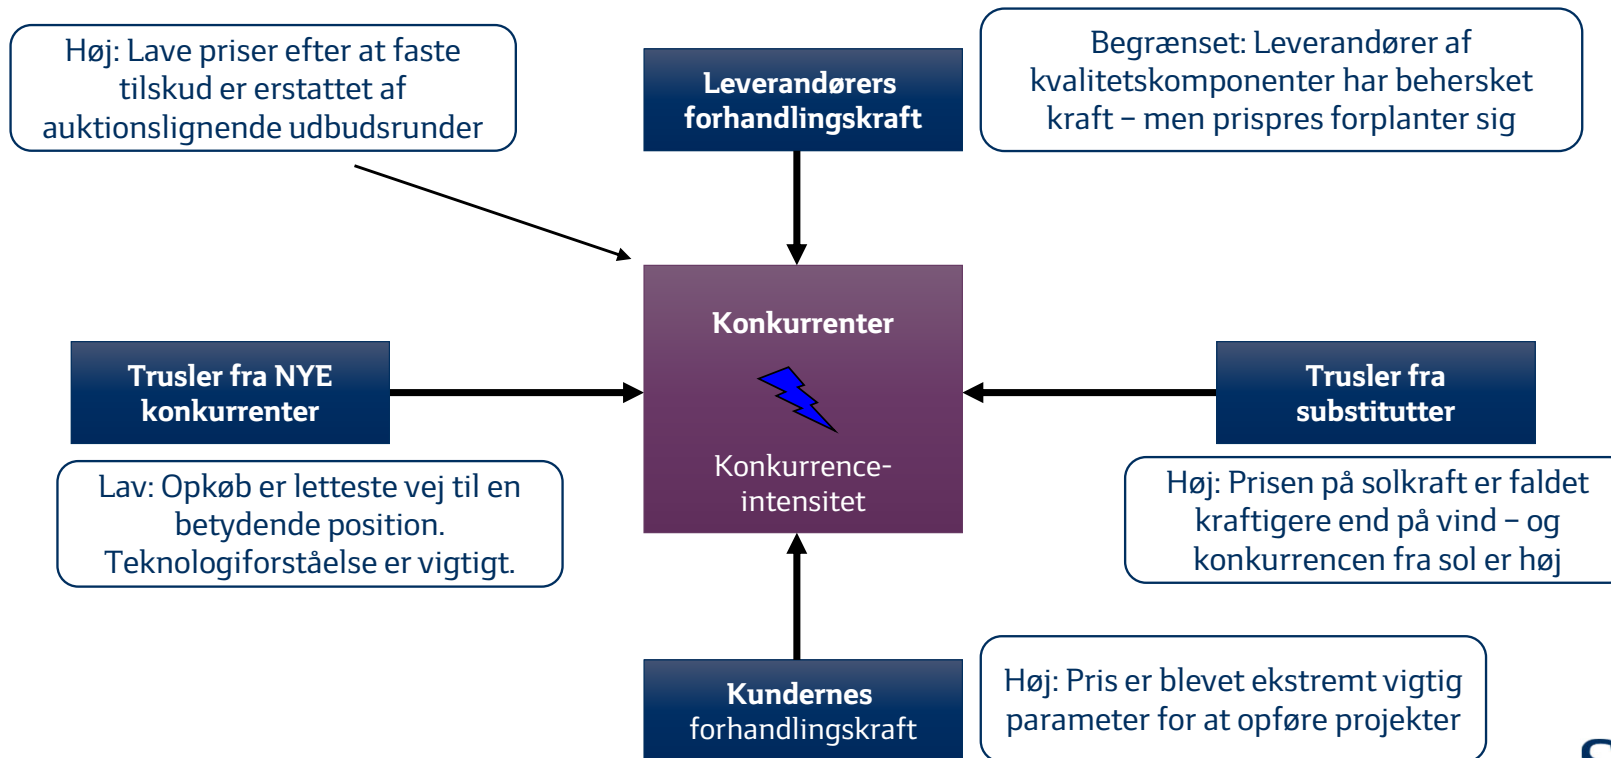 Høj: Lave priser efter at faste
tilskud er erstattet af
auktionslignende udbudsrunder
Leverandørers
forhandlingskraft
Begrænset: Leverandører af
kvalitetskomponenter har behersket
kraft – men prispres forplanter sig
Konkurrenter
Konkurrence-
intensitet
Trusler fra NYE
konkurrenter
Lav: Opkøb er letteste vej til en
betydende position.
Teknologiforståelse er vigtigt.
Trusler fra
substitutter
Høj: Prisen på solkraft er faldet
kraftigere end på vind – og
konkurrencen fra sol er høj
Kundernes
forhandlingskraft
Høj: Pris er blevet ekstremt vigtig
parameter for at opføre projekter